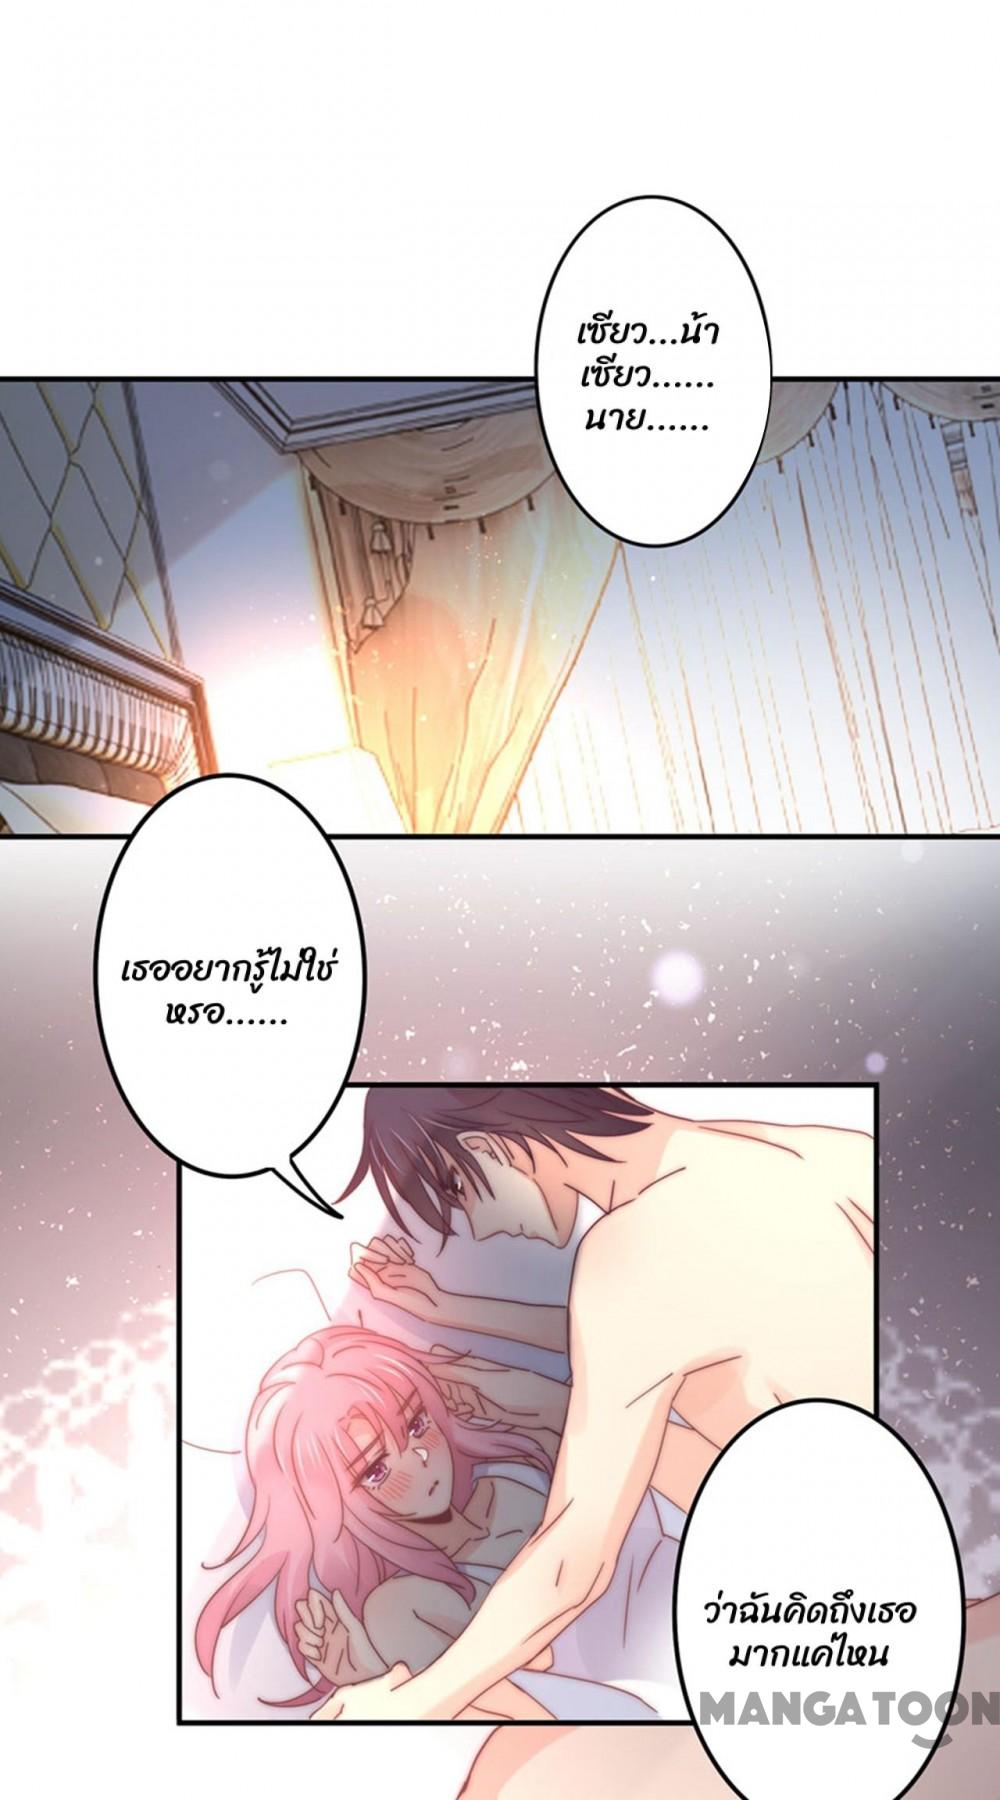 เซียว...น้า
เซียว......
นาย......
เธออยากรู้ไม่ใช่
หรอ......
ว่าฉันคิดถึงเธอ
มากแค่ไหน
MANGATOON